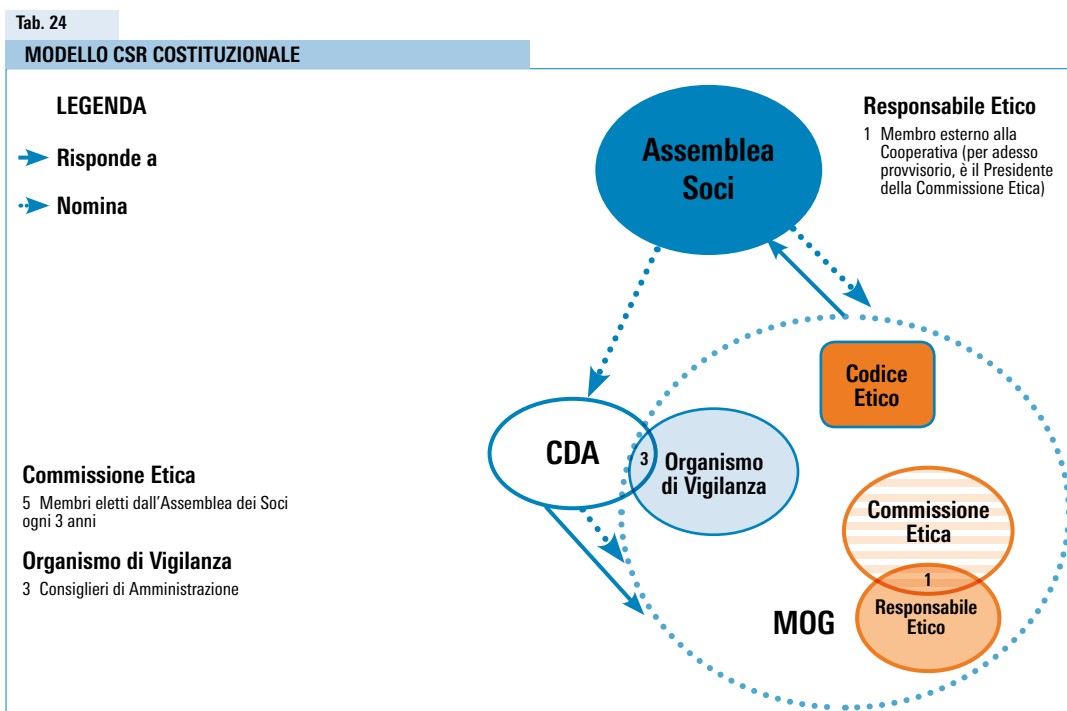 Tab. 24
MODELLO CSR COSTITUZIONALE
LEGENDA
Risponde a
Nomina
Assemblea
Soci
Responsabile Etico
1 Membro esterno alla
Cooperativa (per adesso
provvisorio, è il Presidente
della Commissione Etica)
Codice
Etico
CDA
3
Organismo
di Vigilanza
Commissione Etica
5 Membri eletti dall'Assemblea dei Soci
ogni 3 anni
Organismo di Vigilanza
3 Consiglieri di Amministrazione
Commissione
Etica
1
Responsabile
Etico
MOG